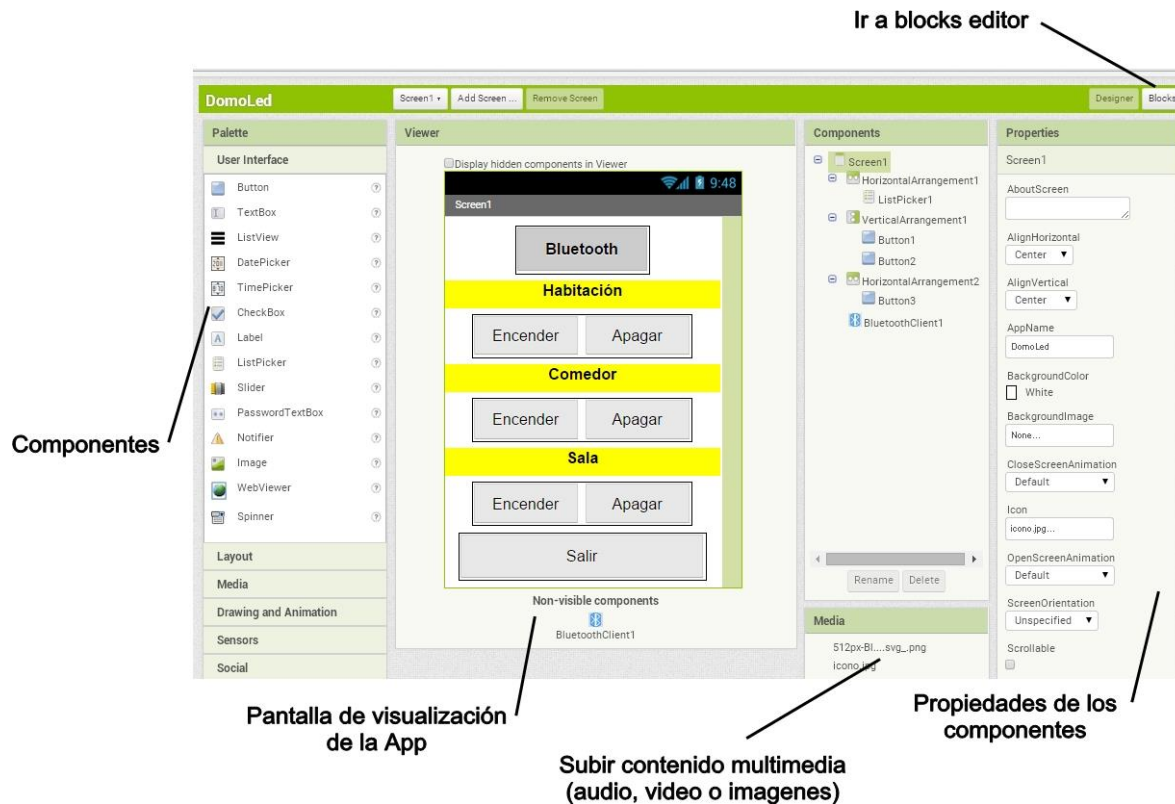 Ir a blocks editor
DomoLed
Screen1
Add Screen ...
Remove Screen
Designer
Blocks
Palette
User Interface
Button
TextBox
ListView
DatePicker
TimePicker
CheckBox
Label
ListPicker
Slider
PasswordTextBox
Notifier
Image
WebViewer
Spinner
Layout
Media
Drawing and Animation
Sensors
Social
Componentes
Viewer
Display hidden components in Viewer
9:48
Screen1
Bluetooth
Habitación
Encender Apagar
Comedor
Encender Apagar
Sala
Encender Apagar
Salir
Non-visible components
BluetoothClient1
Pantalla de visualización
de la App
Components
Screen1
HorizontalArrangement1
ListPicker1
VerticalArrangement1
Button1
Button2
HorizontalArrangement2
Button3
BluetoothClient1
Rename Delete
Media
512px-Bl....svg_.png
icono.jpg
Subir contenido multimedia
(audio, video o imagenes)
Properties
Screen1
AboutScreen
AlignHorizontal
Center
AlignVertical
Center
AppName
DomoLed
BackgroundColor
White
BackgroundImage
None...
CloseScreenAnimation
Default
Icon
icono.jpg...
OpenScreenAnimation
Default
ScreenOrientation
Unspecified
Scrollable
Propiedades de los
componentes